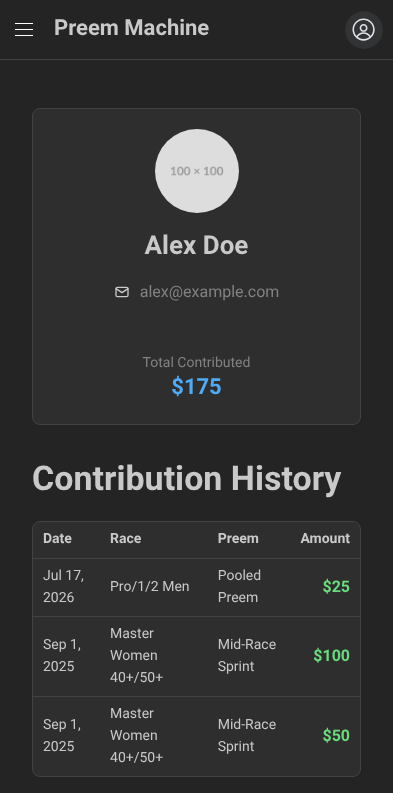 Preem Machine
100 × 100
Alex Doe
alex@example.com
Total Contributed
$175
Contribution History
Date Race Preem Amount
Jul 17, 2026 Pro/1/2 Men Pooled Preem $25
Sep 1, 2025 Master Women 40+/50+ Mid-Race Sprint $100
Sep 1, 2025 Master Women 40+/50+ Mid-Race Sprint $50